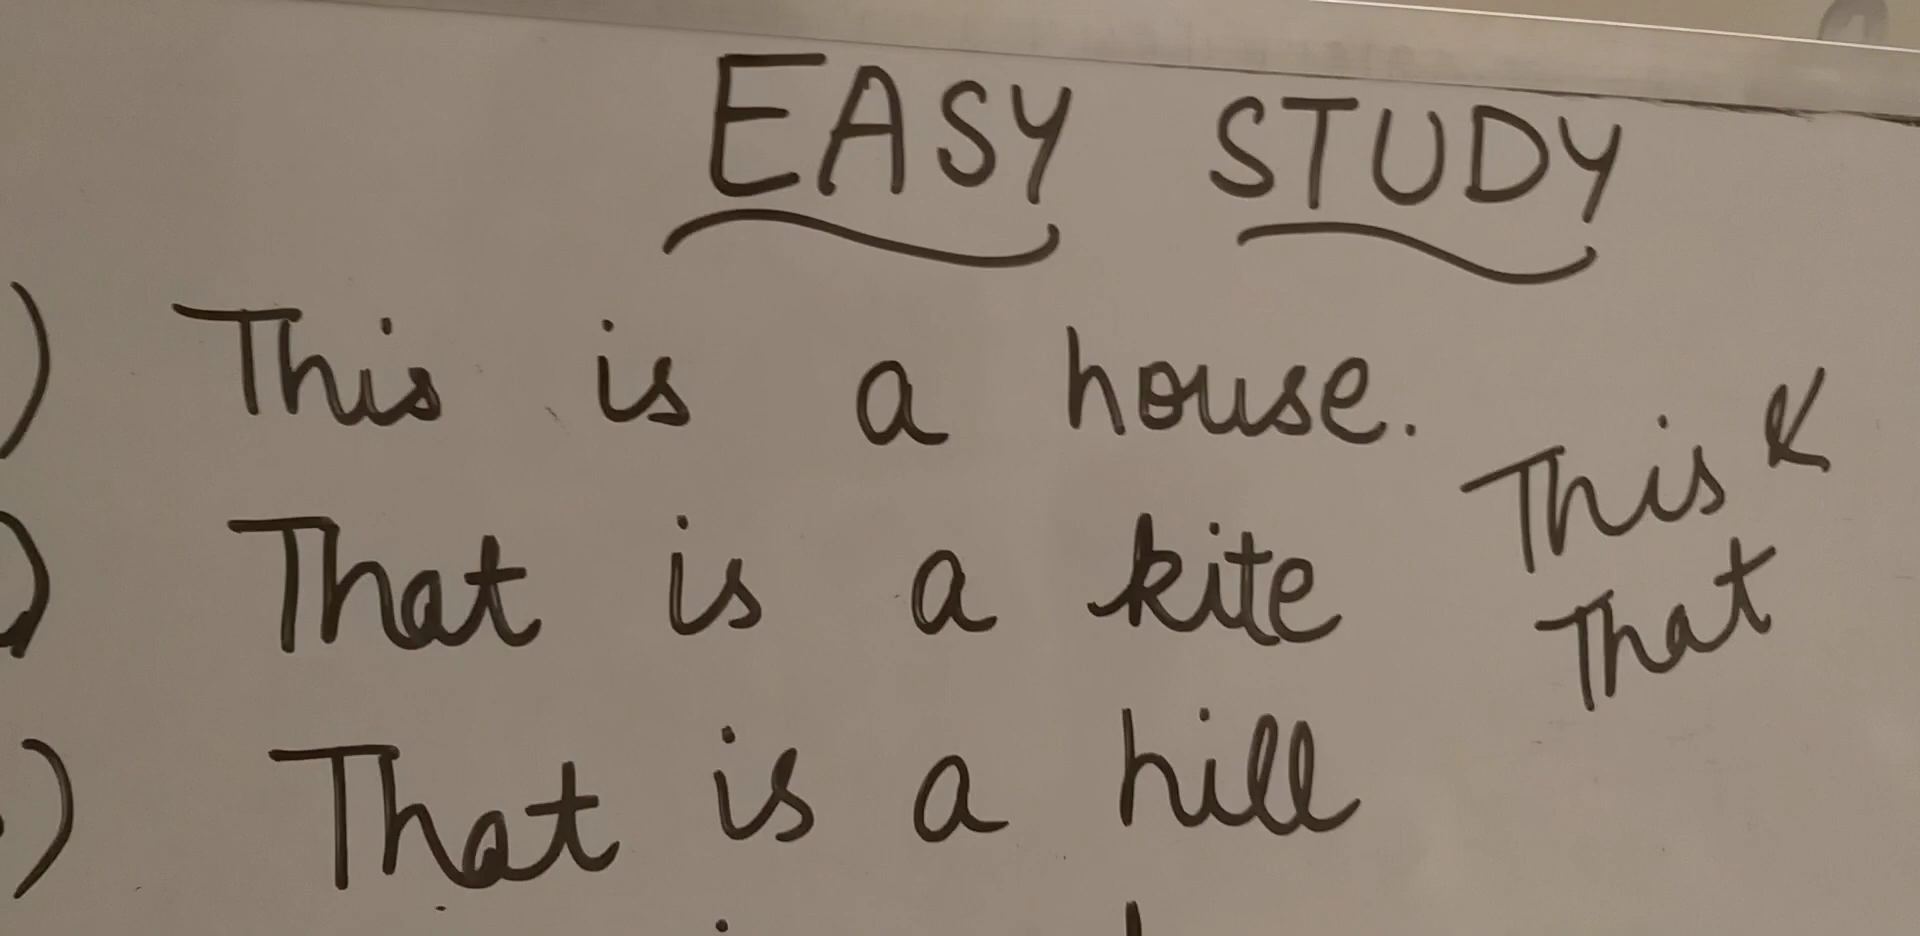 EASY STUDY
) This is a house.
) That is a kite
) That is a hill
This &
That